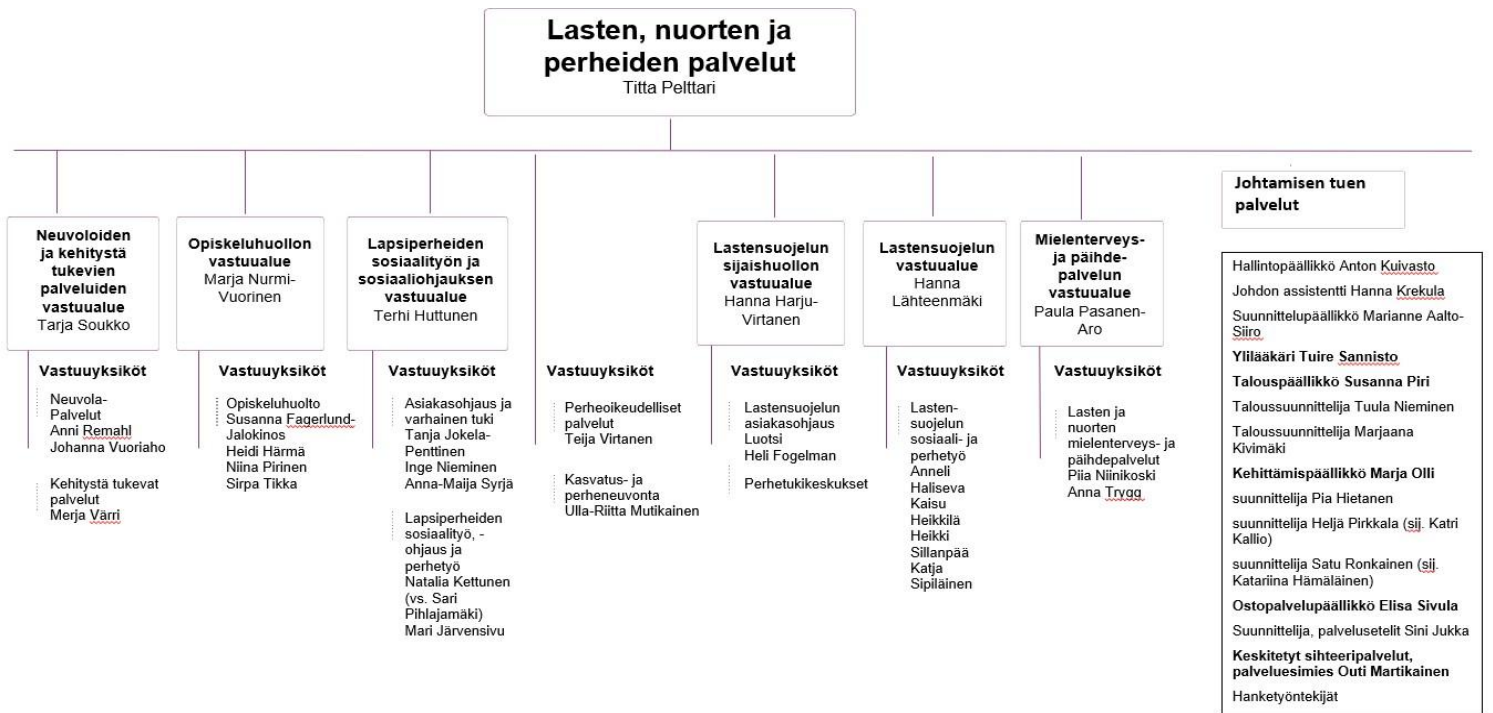 Lasten, nuorten ja
perheiden palvelut
Titta Pelttari
Neuvoloiden
ja kehitystä
tukevien
palveluiden
vastuualue
Tarja Soukko
Vastuuyksiköt
Neuvola-
Palvelut
Anni Remahl
Johanna Vuoriaho
Kehitystä tukevat
palvelut
Merja Värri
Opiskeluhuollon
vastuualue
Marja Nurmi-
Vuorinen
Vastuuyksiköt
Opiskeluhuolto
Susanna Fagerlund-
Jalokinos
Heidi Härmä
Niina Pirinen
Sirpa Tikka
Lapsiperheiden
sosiaalityön ja
sosiaaliohjauksen
vastuualue
Terhi Huttunen
Vastuuyksiköt
Asiakasohjaus ja
varhainen tuki
Tanja Jokela-
Penttinen
Inge Nieminen
Anna-Maija Syrjä
Lapsiperheiden
sosiaalityö, -
ohjaus ja
perhetyö
Natalia Kettunen
(vs. Sari
Pihlajamäki)
Mari Järvensivu
Vastuuyksiköt
Perheoikeudelliset
palvelut
Teija Virtanen
Kasvatus- ja
perheneuvonta
Ulla-Riitta Mutikainen
Lastensuojelun
sijaishuollon
vastuualue
Hanna Harju-
Virtanen
Vastuuyksiköt
Lastensuojelun
asiakasohjaus
Luotsi
Heli Fogelman
Perhetukikeskukset
Lastensuojelun
vastuualue
Hanna
Lähteenmäki
Vastuuyksiköt
Lasten-
suojelun
sosiaali- ja
perhetyö
Anneli
Haliseva
Kaisu
Heikkilä
Heikki
Sillanpää
Katja
Sipiläinen
Mielenterveys-
ja päihde-
palvelun
vastuualue
Paula Pasanen-
Aro
Vastuuyksiköt
Lasten ja
nuorten
mielenterveys- ja
päihdepalvelut
Piia Niinikoski
Anna Trygg
Johtamisen tuen
palvelut
Hallintopäällikkö Anton Kuivasto
Johdon assistentti Hanna Krekula
Suunnittelupäällikkö Marianne Aalto-
Siiro
Ylilääkäri Tuire Sannisto
Talouspäällikkö Susanna Piri
Taloussuunnittelija Tuula Nieminen
Taloussuunnittelija Marjaana
Kivimäki
Kehittämispäällikkö Marja Olli
suunnittelija Pia Hietanen
suunnittelija Heljä Pirkkala (sij. Katri
Kallio)
suunnittelija Satu Ronkainen (sij.
Katariina Hämäläinen)
Ostopalvelupäällikkö Elisa Sivula
Suunnittelija, palvelusetelit Sini Jukka
Keskitetyt sihteeripalvelut,
palveluesimies Outi Martikainen
Hanketyöntekijät